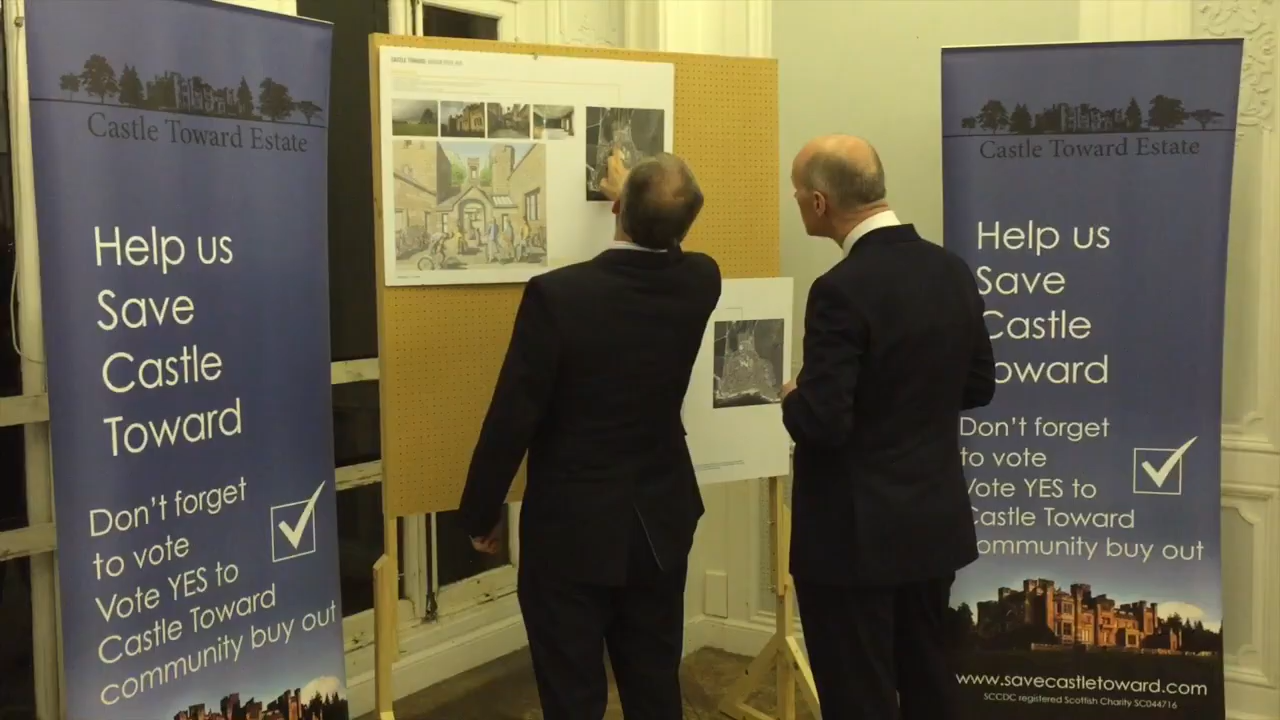 Castle Toward Estate
Help us
Save
Castle
Toward
Don't forget
to vote
Vote YES to
Castle Toward
community buy out
CASTLE TOWARD
Castle Toward Estate
Help us
Save
Castle
oward
Don't forget
to vote
Vote YES to
Castle Toward
ommunity buy out
www.savecastletoward.com
SCCDC registered Scottish Charity SC044716